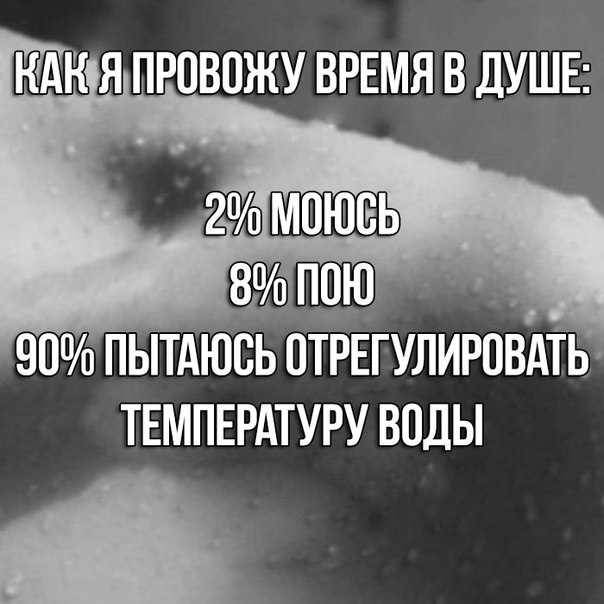 КАК Я ПРОВОЖУ ВРЕМЯ В ДУШЕ:
2% МОЮСЬ
8% ПОЮ
90% ПЫТАЮСЬ ОТРЕГУЛИРОВАТЬ
ТЕМПЕРАТУРУ ВОДЫ